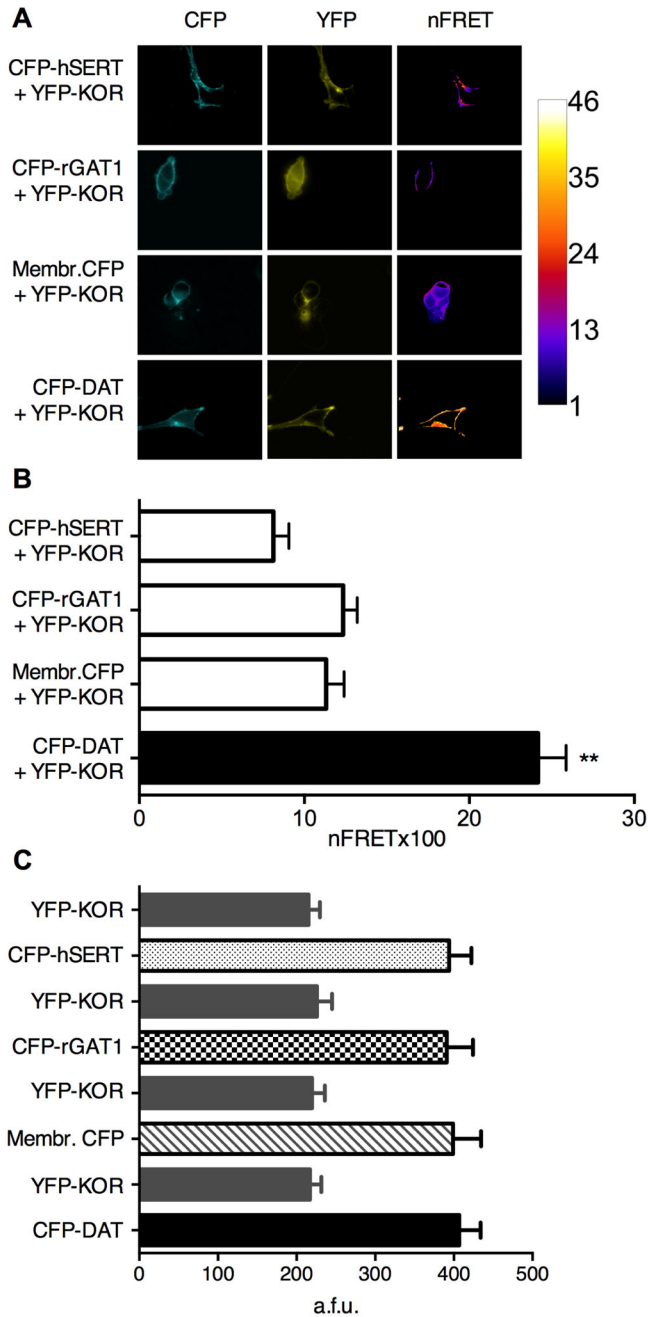 A
CFP YFP nFRET
CFP-hSERT
+ YFP-KOR
CFP-rGAT1
+ YFP-KOR
Membr.CFP
+ YFP-KOR
CFP-DAT
+ YFP-KOR
46
35
24
13
1
B
CFP-hSERT
+ YFP-KOR
CFP-rGAT1
+ YFP-KOR
Membr.CFP
+ YFP-KOR
CFP-DAT
+ YFP-KOR
**
0 10 20 30
nFRETx100
C
YFP-KOR
CFP-hSERT
YFP-KOR
CFP-rGAT1
YFP-KOR
Membr. CFP
YFP-KOR
CFP-DAT
0 100 200 300 400 500
a.f.u.